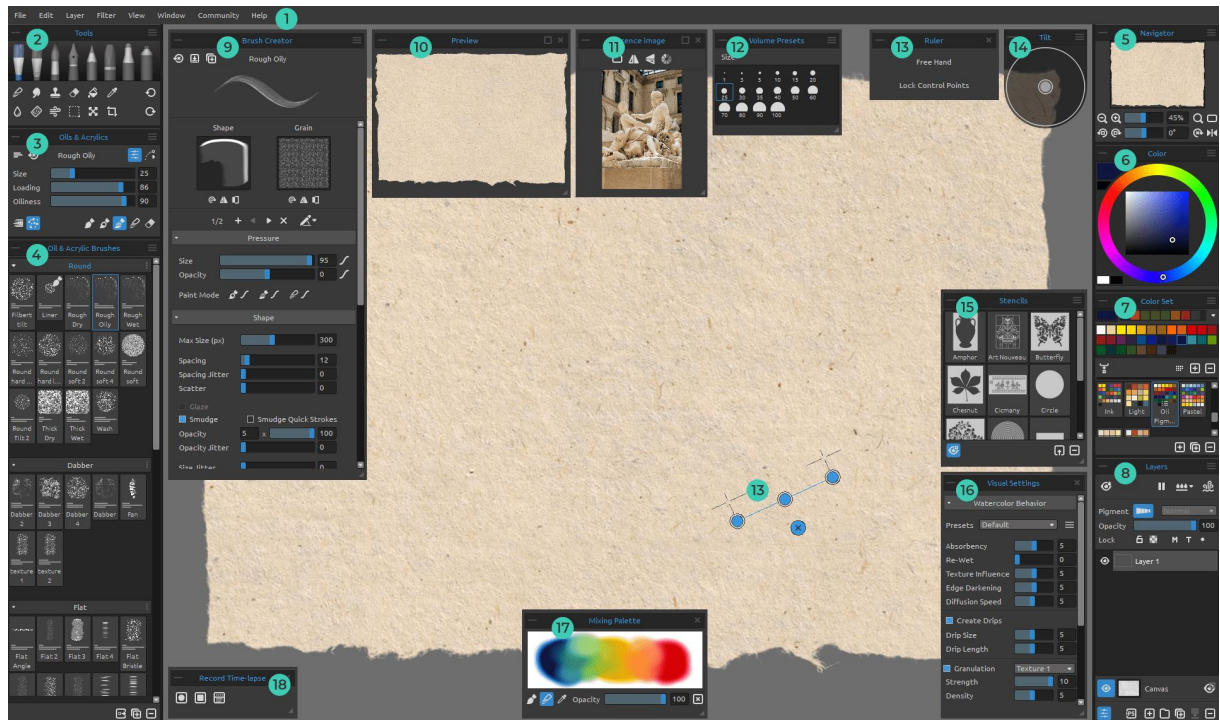 File Edit Layer Filter View Window Community Help 1
2 Tools
3 Oils & Acrylics
Rough Oily
Size 25
Loading 86
Oiliness 90
4 Oil & Acrylic Brushes
Round
Filbert tilt
Liner
Rough Dry
Rough Oily
Rough Wet
Round hard ...
Round hard l...
Round soft 2
Round soft 4
Round soft
Round Tilt 2
Thick Dry
Thick Wet
Wash
Dabber
Dabber 2
Dabber 3
Dabber 4
Dabber
Fan
texture
texture 2
Flat
Flat Angle
Flat 2
Flat 3
Flat 4
Flat Bristle
9 Brush Creator
Rough Oily
Shape Grain
1/2
Pressure
Size 95
Opacity 0
Paint Mode
Shape
Max Size (px) 300
Spacing 12
Spacing Jitter 0
Scatter 0
Glaze
Smudge Smudge Quick Strokes
Opacity 5 x 100
Opacity Jitter 0
Size Jitter 0
10 Preview
11 ence Image
12 Volume Presets
Size
1 3 5 10 15 20
25 30 35 40 50 60
70 80 90 100
13 Ruler
Free Hand
Lock Control Points
14 Tilt
13
15 Stencils
Amphor Art Nouveau Butterfly
Chesnut Cicmany Circle
16 Visual Settings
Watercolor Behavior
Presets Default
Absorbency 5
Re-Wet 0
Texture Influence 5
Edge Darkening 5
Diffusion Speed 5
Create Drips
Drip Size 5
Drip Length 5
Granulation Texture 1
Strength 10
Density 5
17 Mixing Palette
Opacity 100
Record Time-lapse 18
5 Navigator
45%
0°
6 Color
7 Color Set
Ink Light Oil Pigm... Pastel
8 Layers
Pigment Normal
Opacity 100
Lock M T
Layer 1
Canvas
PS